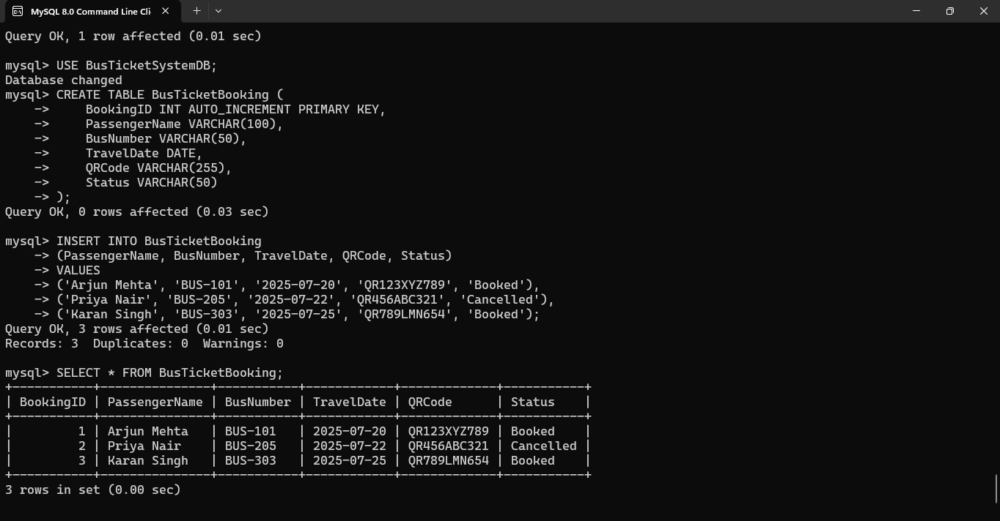 MySQL 8.0 Command Line Cli
Query OK, 1 row affected (0.01 sec)
mysql> USE BusTicketSystemDB;
Database changed
mysql> CREATE TABLE BusTicketBooking (
    ->     BookingID INT AUTO_INCREMENT PRIMARY KEY,
    ->     PassengerName VARCHAR(100),
    ->     BusNumber VARCHAR(50),
    ->     TravelDate DATE,
    ->     QRCode VARCHAR(255),
    ->     Status VARCHAR(50)
    -> );
Query OK, 0 rows affected (0.03 sec)
mysql> INSERT INTO BusTicketBooking
    -> (PassengerName, BusNumber, TravelDate, QRCode, Status)
    -> VALUES
    -> ('Arjun Mehta', 'BUS-101', '2025-07-20', 'QR123XYZ789', 'Booked'),
    -> ('Priya Nair', 'BUS-205', '2025-07-22', 'QR456ABC321', 'Cancelled'),
    -> ('Karan Singh', 'BUS-303', '2025-07-25', 'QR789LMN654', 'Booked');
Query OK, 3 rows affected (0.01 sec)
Records: 3  Duplicates: 0  Warnings: 0
mysql> SELECT * FROM BusTicketBooking;
+-----------+---------------+-----------+------------+-------------+-----------+
| BookingID | PassengerName | BusNumber | TravelDate | QRCode      | Status    |
+-----------+---------------+-----------+------------+-------------+-----------+
|         1 | Arjun Mehta   | BUS-101   | 2025-07-20 | QR123XYZ789 | Booked    |
|         2 | Priya Nair    | BUS-205   | 2025-07-22 | QR456ABC321 | Cancelled |
|         3 | Karan Singh   | BUS-303   | 2025-07-25 | QR789LMN654 | Booked    |
+-----------+---------------+-----------+------------+-------------+-----------+
3 rows in set (0.00 sec)